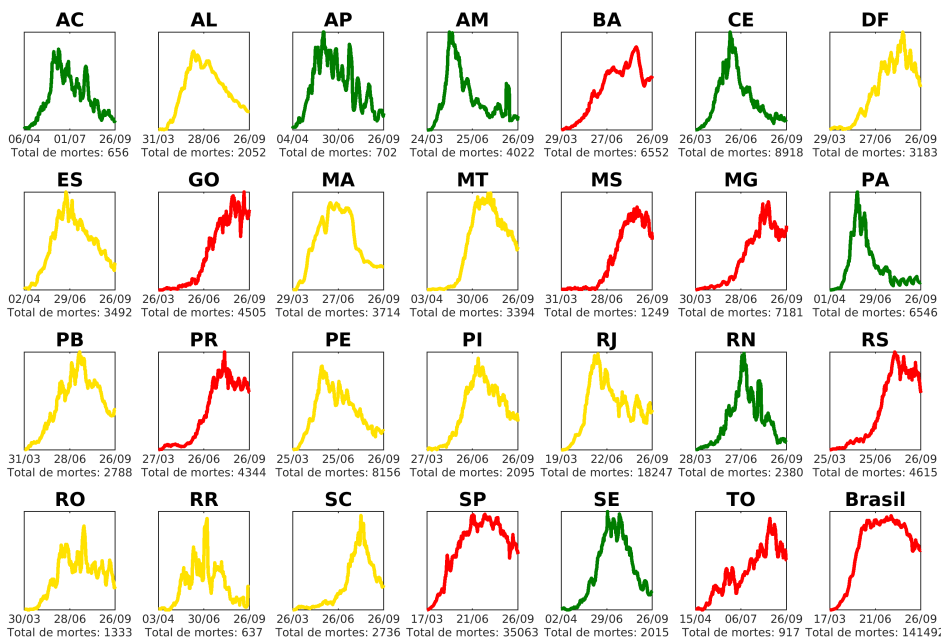 AC AL AP AM BA CE DF
06/04 01/07 26/09 31/03 28/06 26/09 04/04 30/06 26/09 24/03 25/06 26/09 29/03 27/06 26/09 26/03 26/06 26/09 29/03 27/06 26/09
Total de mortes: 656 Total de mortes: 2052 Total de mortes: 702 Total de mortes: 4022 Total de mortes: 6552 Total de mortes: 8918 Total de mortes: 3183
ES GO MA MT MS MG PA
02/04 29/06 26/09 26/03 26/06 26/09 29/03 27/06 26/09 03/04 30/06 26/09 31/03 28/06 26/09 30/03 28/06 26/09 01/04 29/06 26/09
Total de mortes: 3492 Total de mortes: 4505 Total de mortes: 3714 Total de mortes: 3394 Total de mortes: 1249 Total de mortes: 7181 Total de mortes: 6546
PB PR PE PI RJ RN RS
31/03 28/06 26/09 27/03 26/06 26/09 25/03 25/06 26/09 27/03 26/06 26/09 19/03 22/06 26/09 28/03 27/06 26/09 25/03 25/06 26/09
Total de mortes: 2788 Total de mortes: 4344 Total de mortes: 8156 Total de mortes: 2095 Total de mortes: 18247 Total de mortes: 2380 Total de mortes: 4615
RO RR SC SP SE TO Brasil
30/03 28/06 26/09 03/04 30/06 26/09 26/03 26/06 26/09 17/03 21/06 26/09 02/04 29/06 26/09 15/04 06/07 26/09 17/03 21/06 26/09
Total de mortes: 1333 Total de mortes: 637 Total de mortes: 2736 Total de mortes: 35063 Total de mortes: 2015 Total de mortes: 917 Total de mortes: 141406